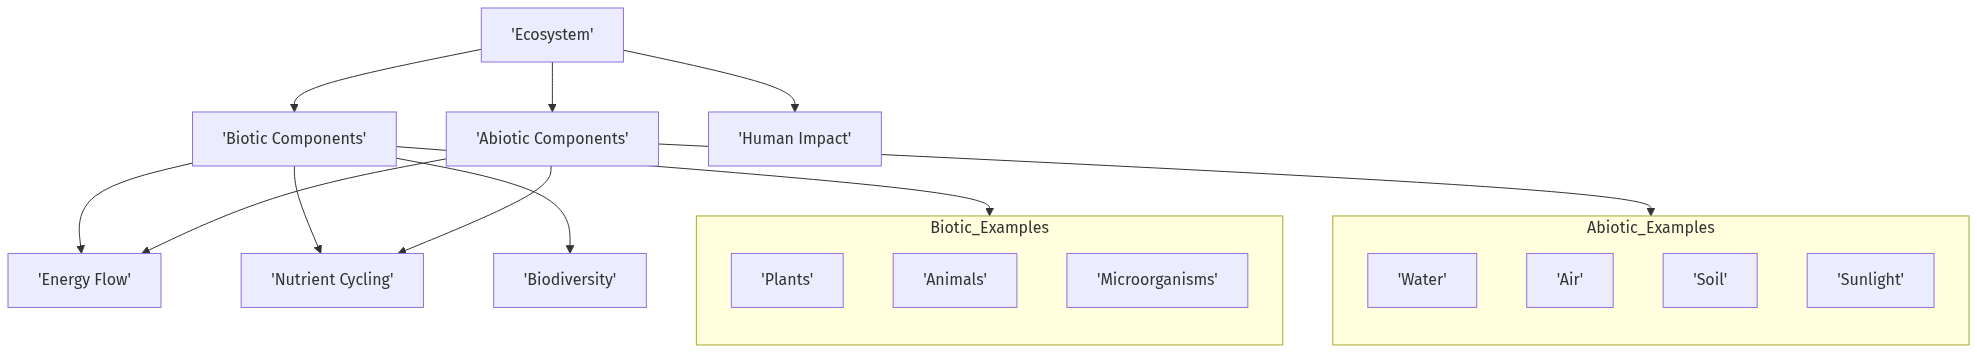 'Ecosystem'
'Biotic Components'
'Abiotic Components'
'Human Impact'
Biotic_Examples
Abiotic_Examples
'Energy Flow'
'Nutrient Cycling'
'Biodiversity'
'Plants'
'Animals'
'Microorganisms'
'Water'
'Air'
'Soil'
'Sunlight'